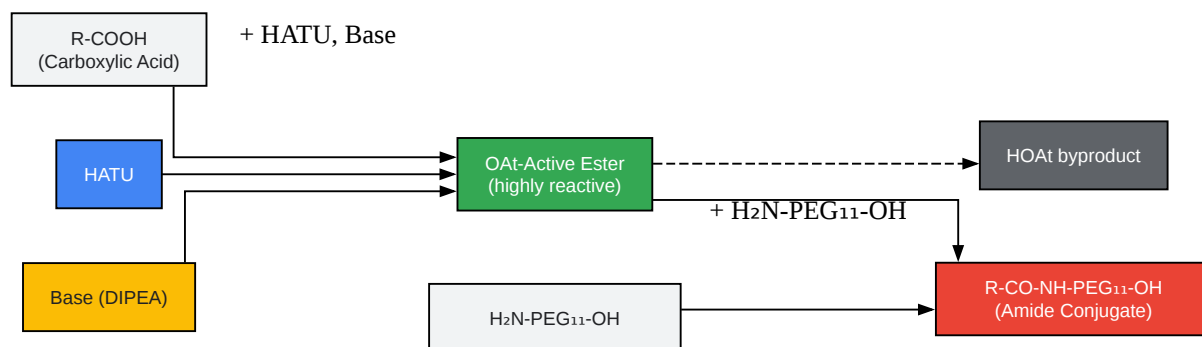 R-COOH
(Carboxylic Acid)
+ HATU, Base
HATU
OAt-Active Ester
(highly reactive)
HOAt byproduct
+ H₂N-PEG₁₁-OH
Base (DIPEA)
H₂N-PEG₁₁-OH
R-CO-NH-PEG₁₁-OH
(Amide Conjugate)